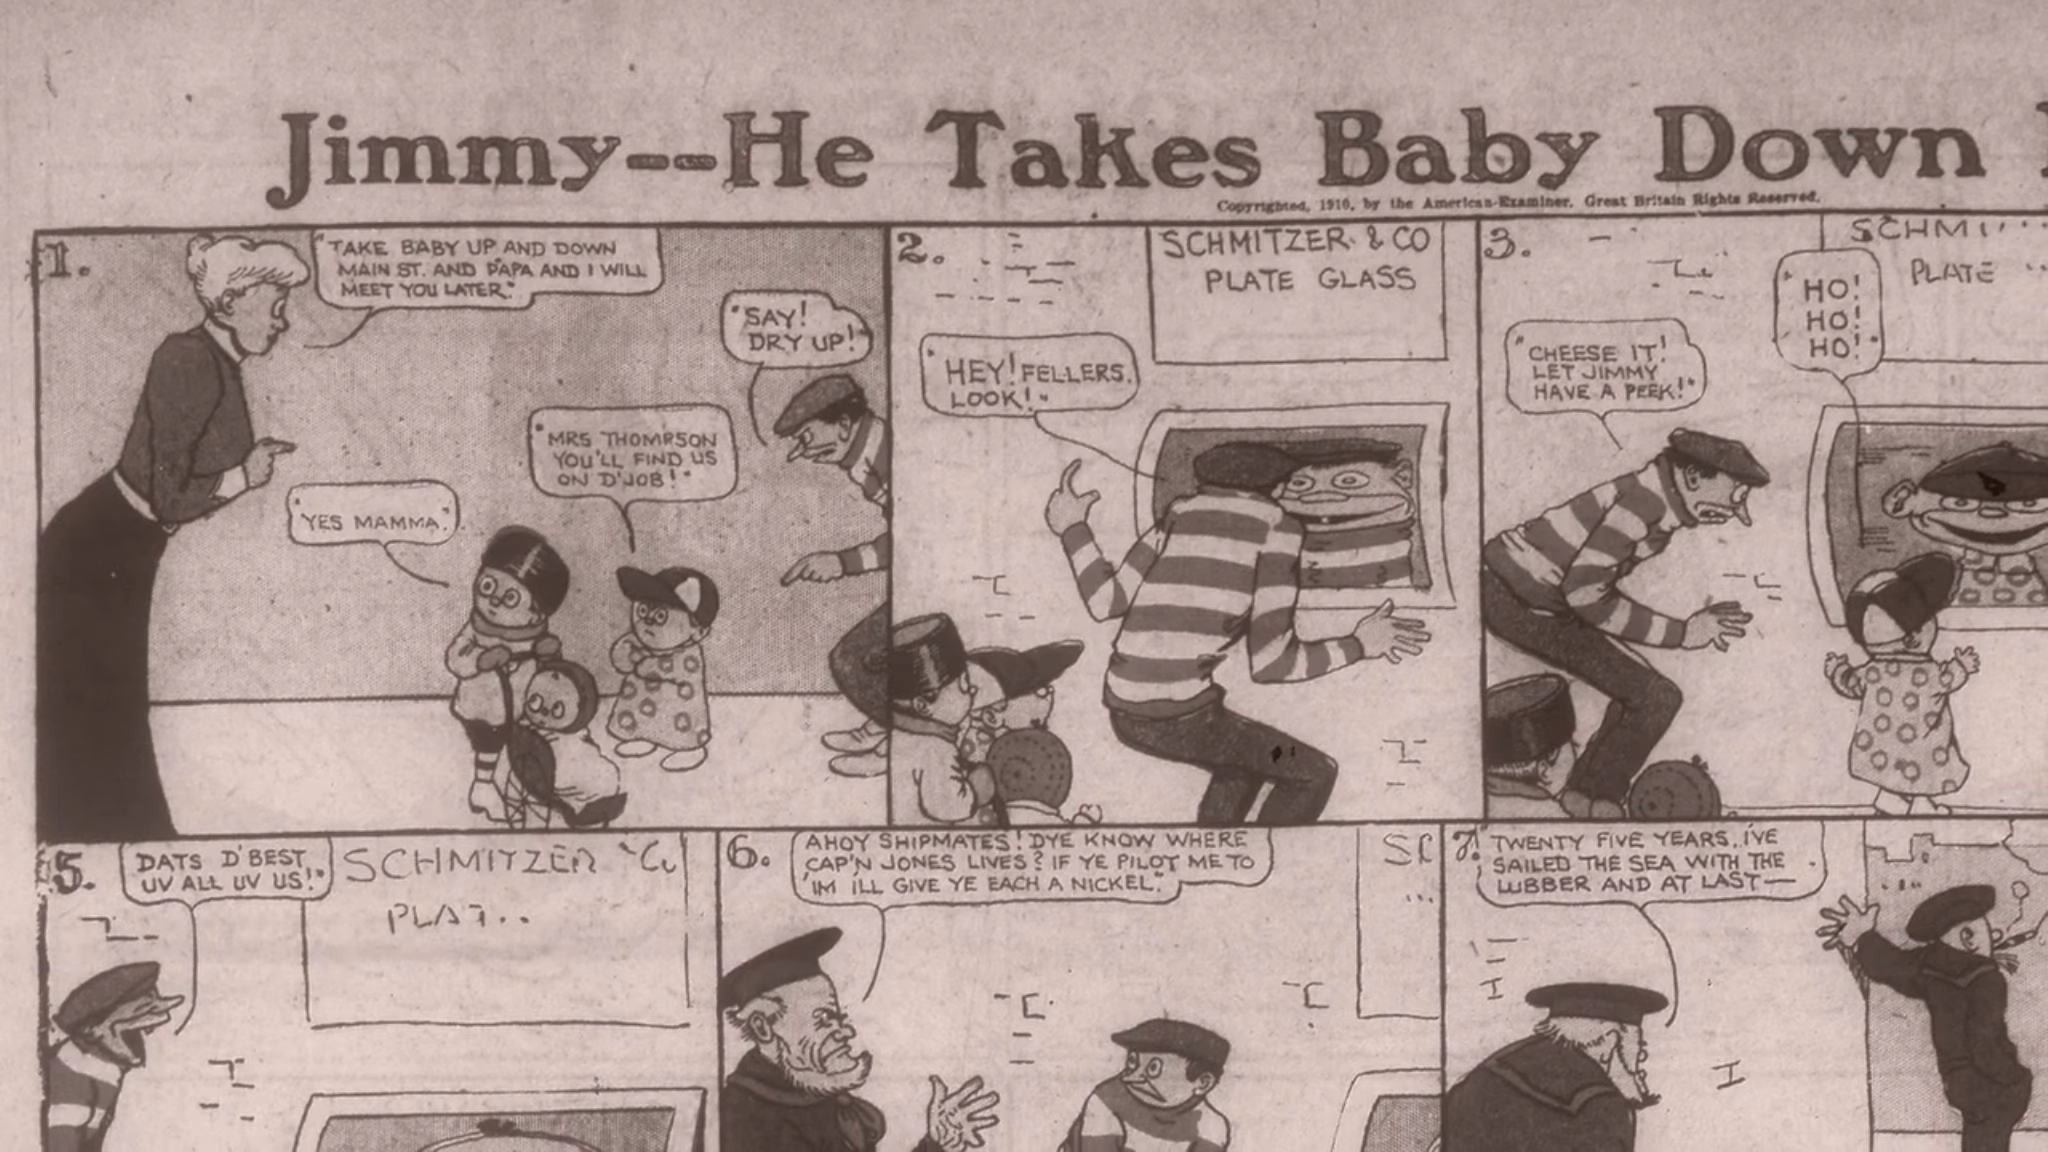 Jimmy--He Takes Baby Down
Copyrighted, 1910, by the American-Examiner. Great Britain Rights Reserved.
1.
"TAKE BABY UP AND DOWN
MAIN ST. AND PAPA AND I WILL
MEET YOU LATER."
"SAY!
DRY UP!"
"MRS THOMPSON
YOU'LL FIND US
ON D'JOB!"
"YES MAMMA."
2.
SCHMITZER & CO
PLATE GLASS
"HEY! FELLERS.
LOOK!"
3.
SCHMI
PLATE
"HO!
HO!
HO!"
"CHEESE IT!
LET JIMMY
HAVE A PEEK!"
5.
DATS D'BEST
UV ALL UV US!"
SCHMITZER
PLAT..
6.
AHOY SHIPMATES! DYE KNOW WHERE
CAP'N JONES LIVES? IF YE PILOT ME TO
'IM I'LL GIVE YE EACH A NICKEL."
SC
7.
"TWENTY FIVE YEARS, I'VE
SAILED THE SEA WITH THE
LUBBER AND AT LAST—